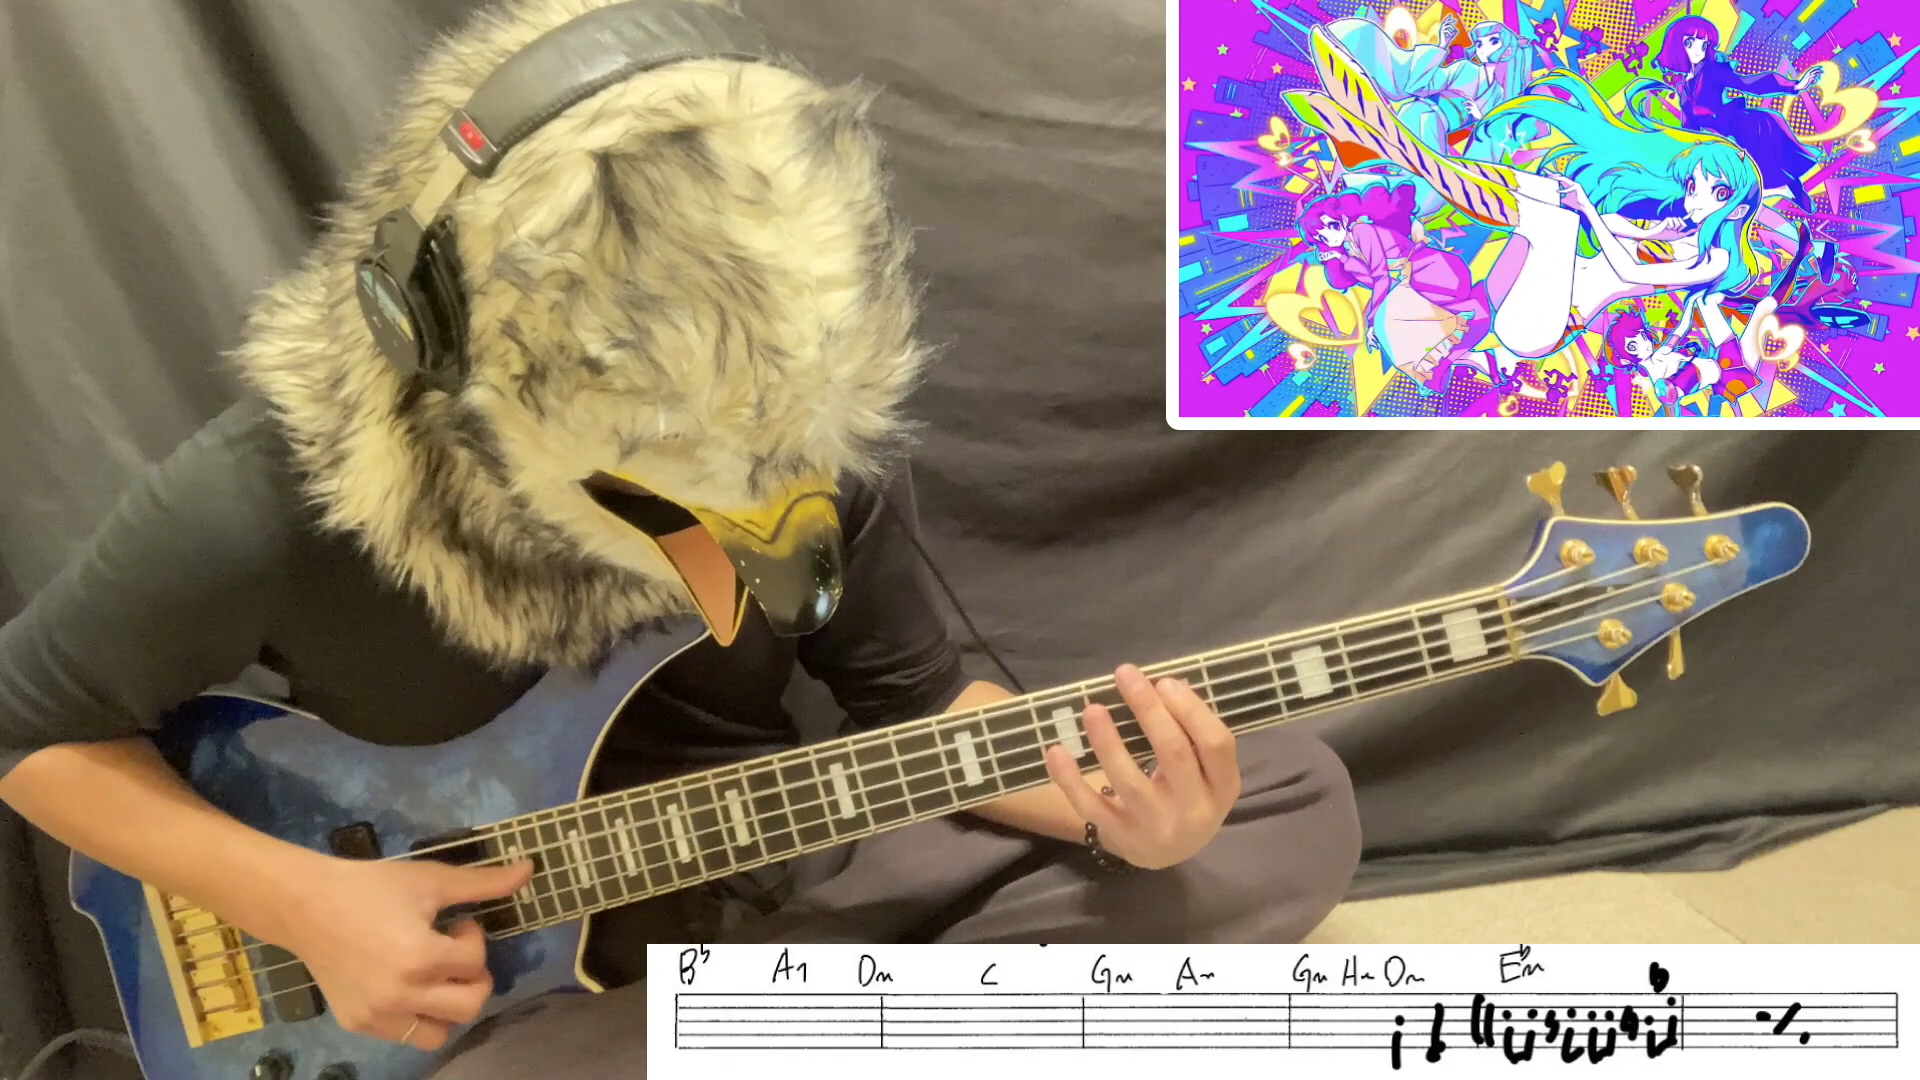 B♭ A7 Dm C Gm Am Gm Am Dm E♭m